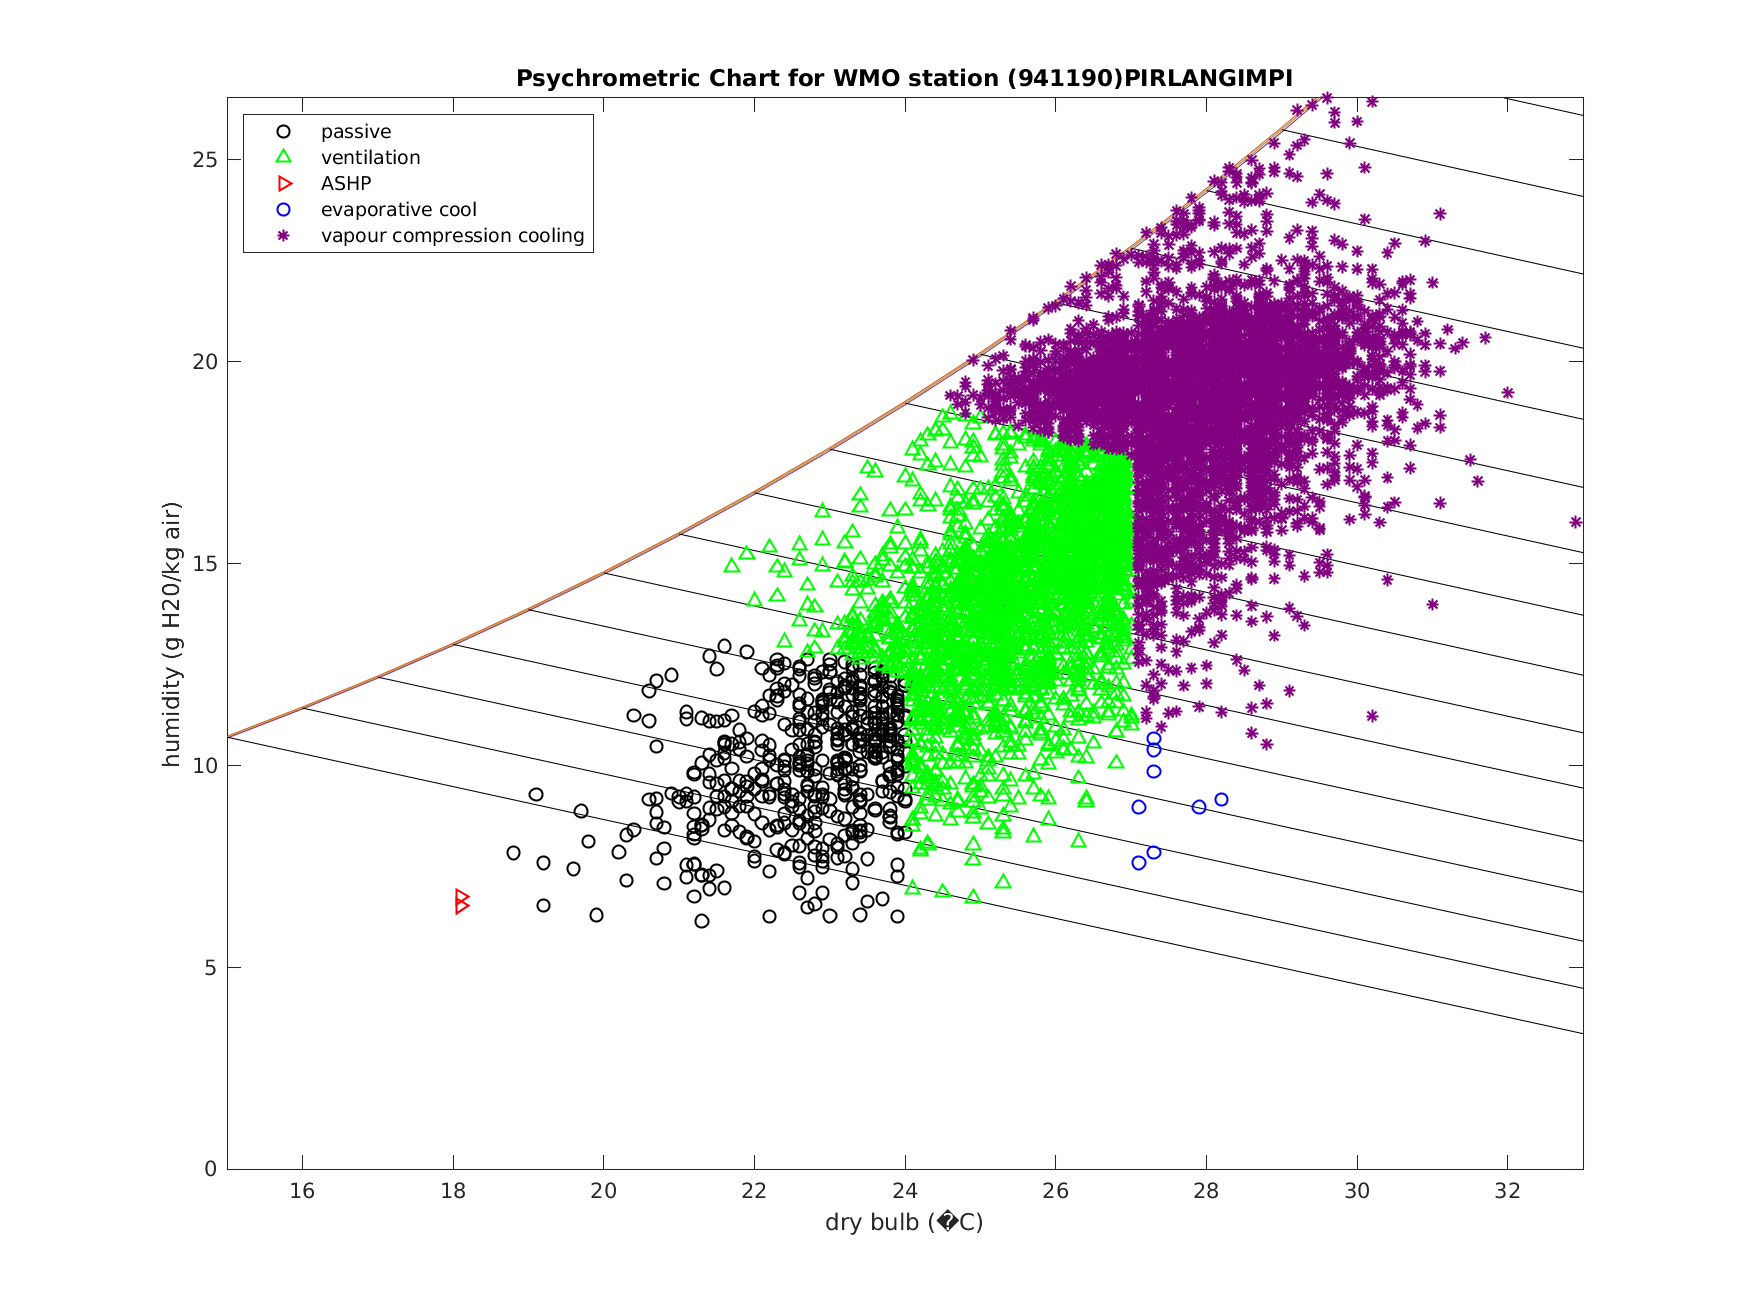 Psychrometric Chart for WMO station (941190)PIRLANGIMPI
passive
ventilation
ASHP
evaporative cool
vapour compression cooling
humidity (g H20/kg air)
25
20
15
10
5
0
16 18 20 22 24 26 28 30 32
dry bulb (�C)